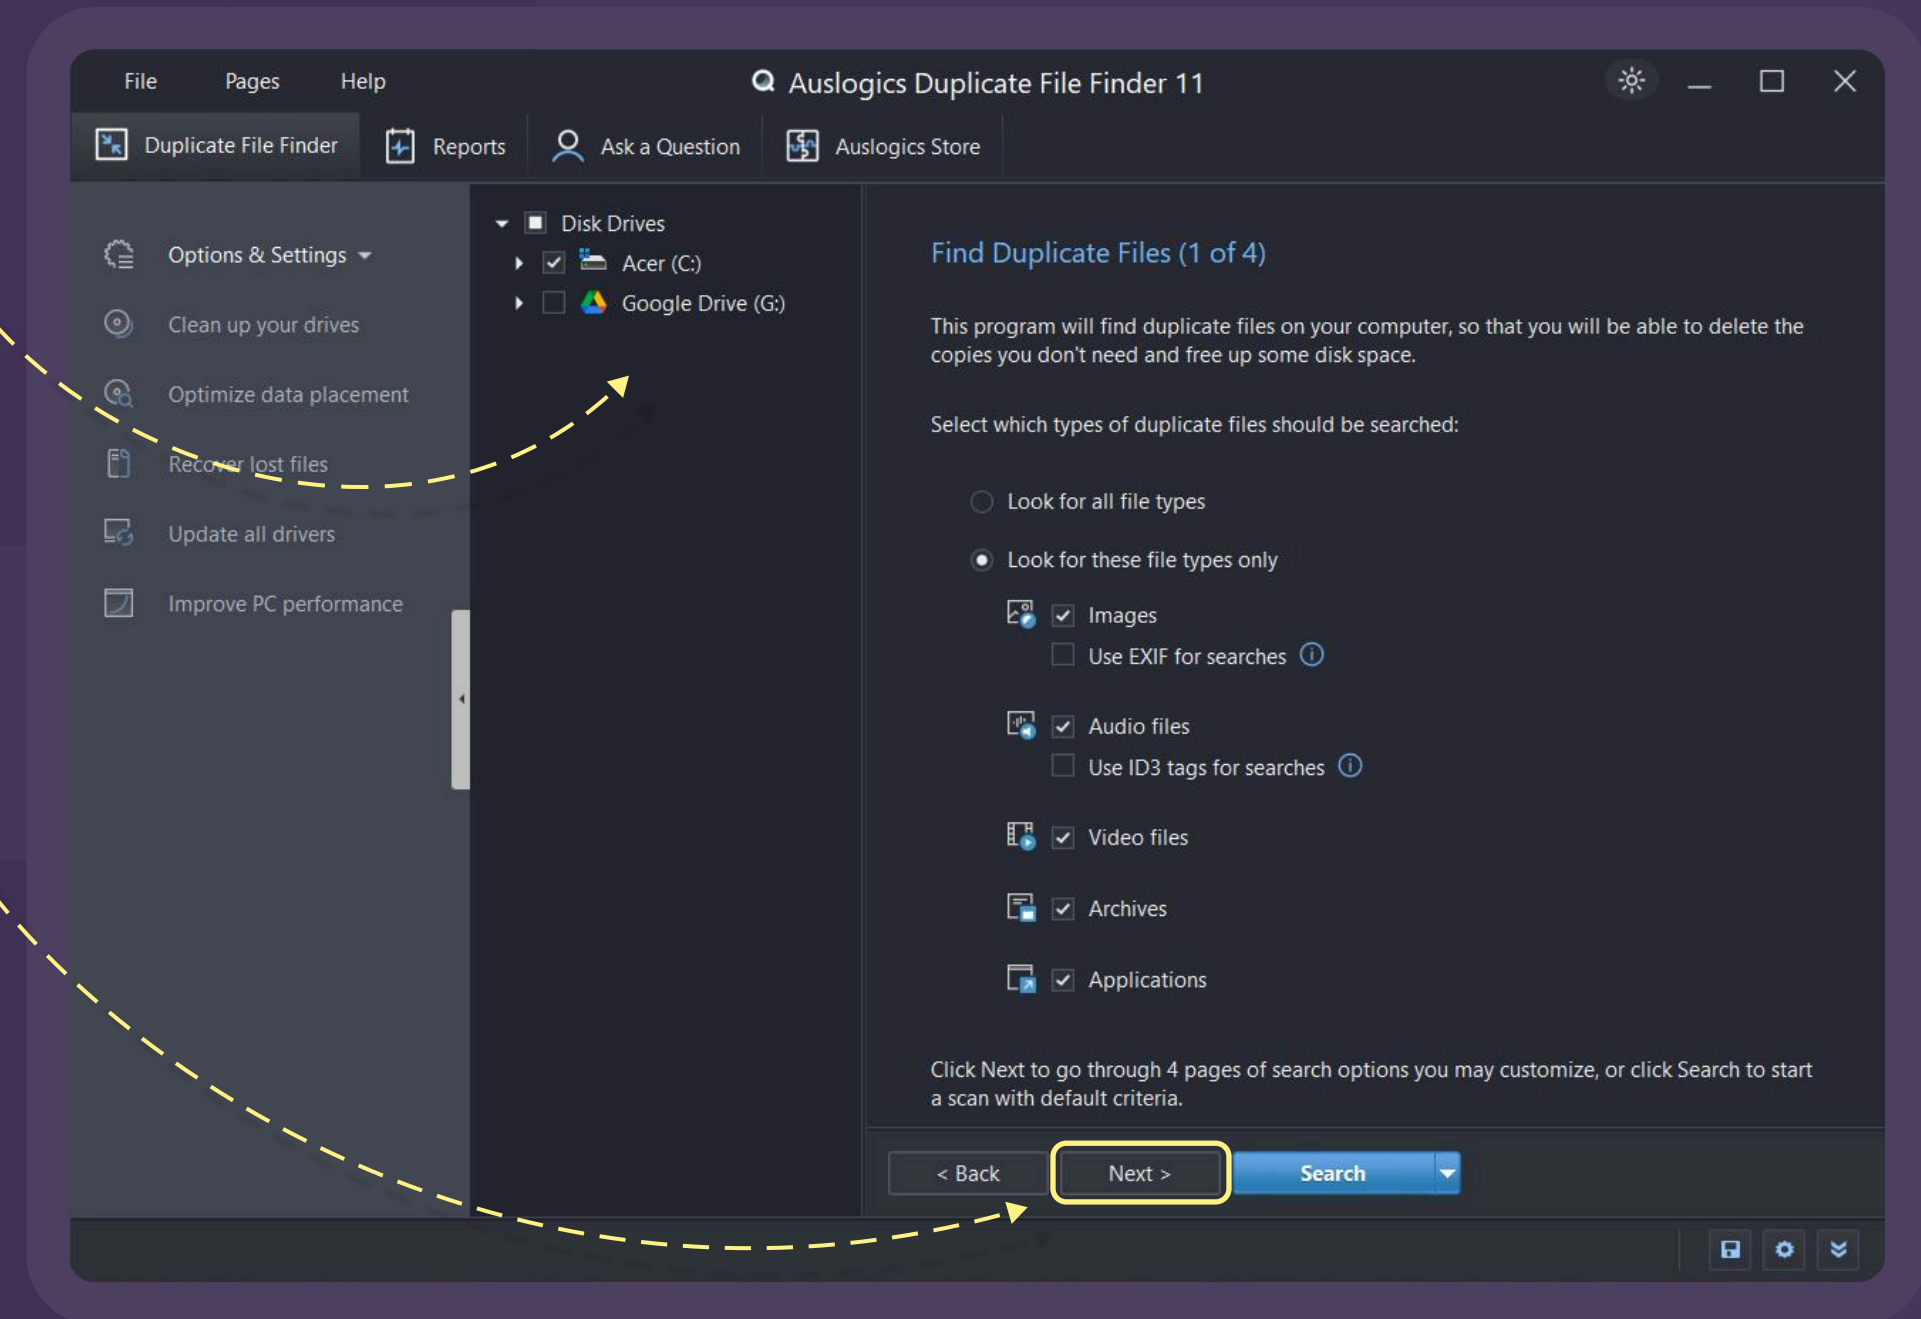 File Pages Help
Auslogics Duplicate File Finder 11
Duplicate File Finder
Reports
Ask a Question
Auslogics Store
Options & Settings
Clean up your drives
Optimize data placement
Recover lost files
Update all drivers
Improve PC performance
Disk Drives
Acer (C:)
Google Drive (G:)
Find Duplicate Files (1 of 4)
This program will find duplicate files on your computer, so that you will be able to delete the
copies you don't need and free up some disk space.
Select which types of duplicate files should be searched:
Look for all file types
Look for these file types only
Images
Use EXIF for searches
Audio files
Use ID3 tags for searches
Video files
Archives
Applications
Click Next to go through 4 pages of search options you may customize, or click Search to start
a scan with default criteria.
< Back
Next >
Search